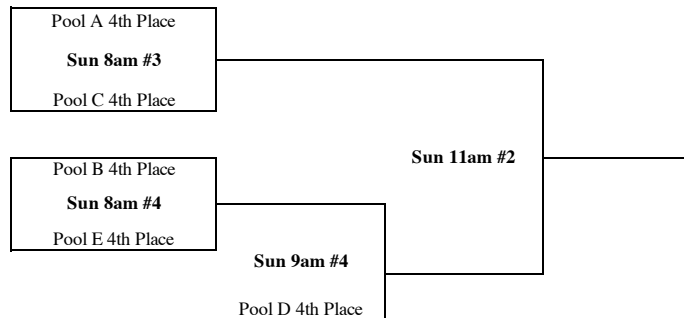 Pool A 4th Place
Sun 8am #3
Pool C 4th Place
Sun 11am #2
Pool B 4th Place
Sun 8am #4
Pool E 4th Place
Sun 9am #4
Pool D 4th Place